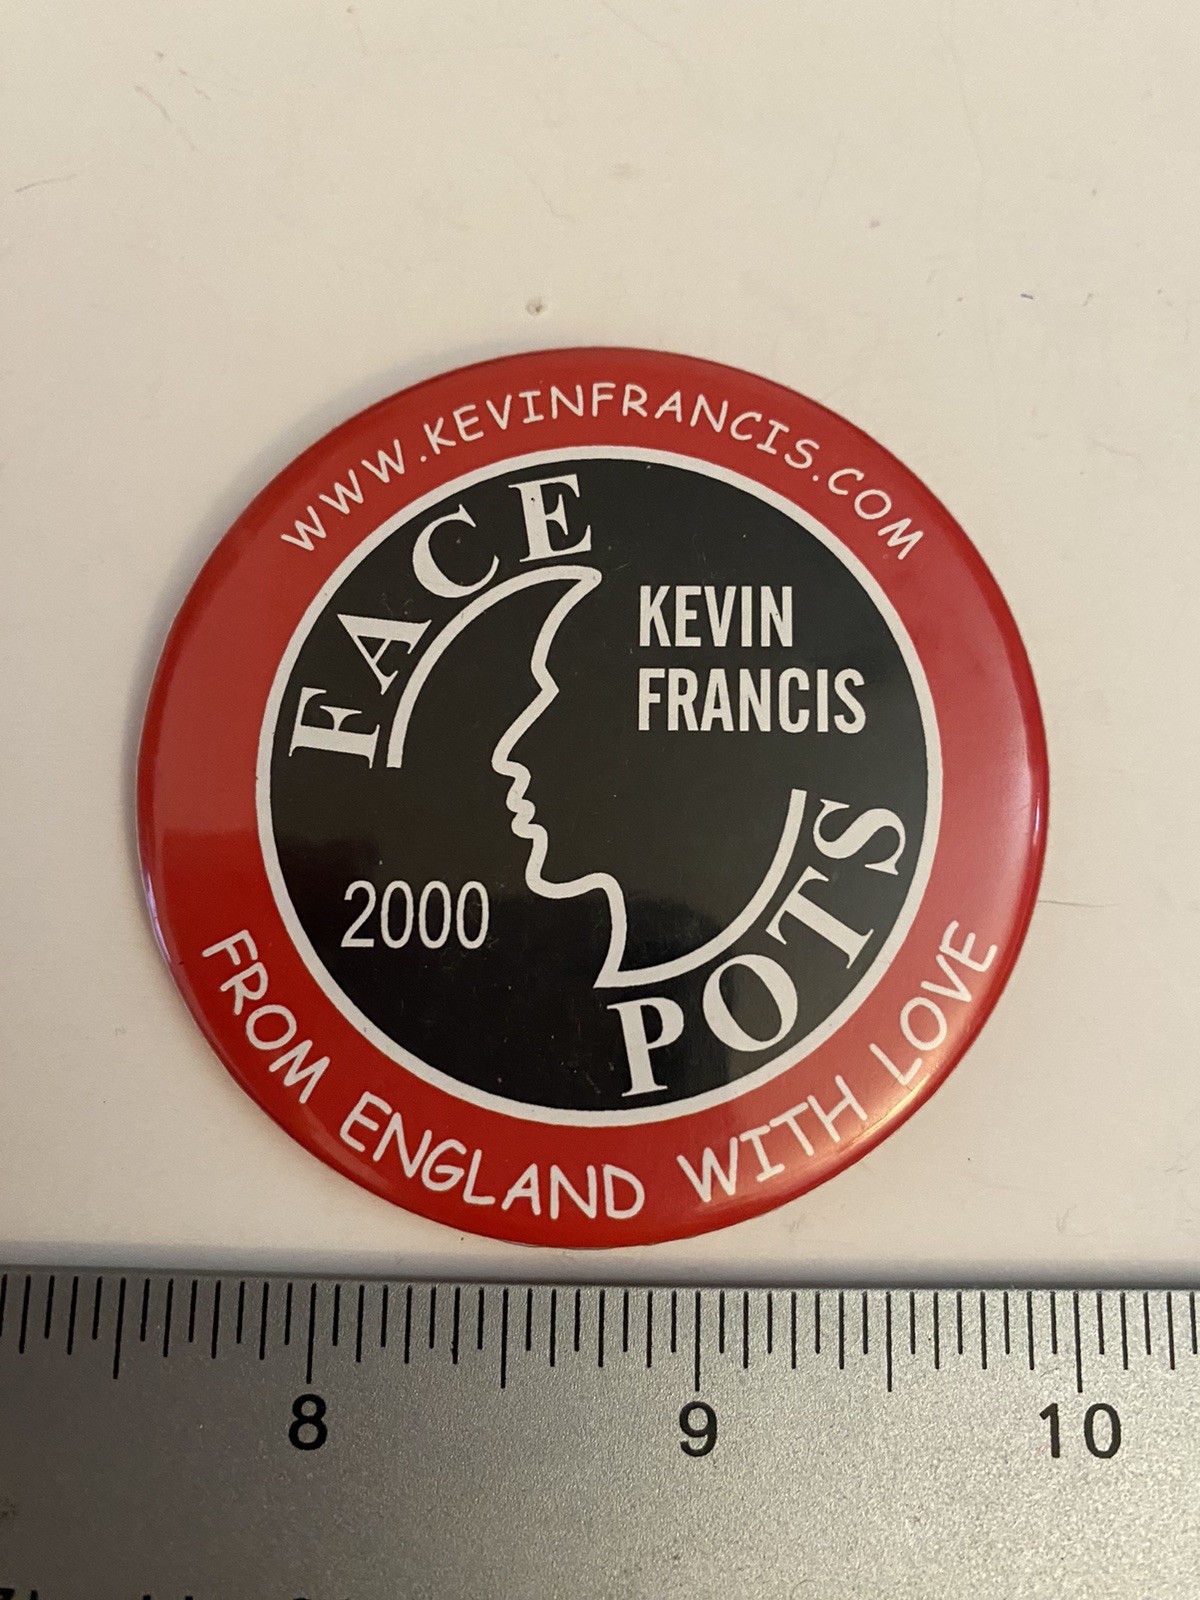 WWW.KEVINFRANCIS.COM
FACE
KEVIN
FRANCIS
2000
POTS
FROM ENGLAND WITH LOVE
8 9 10